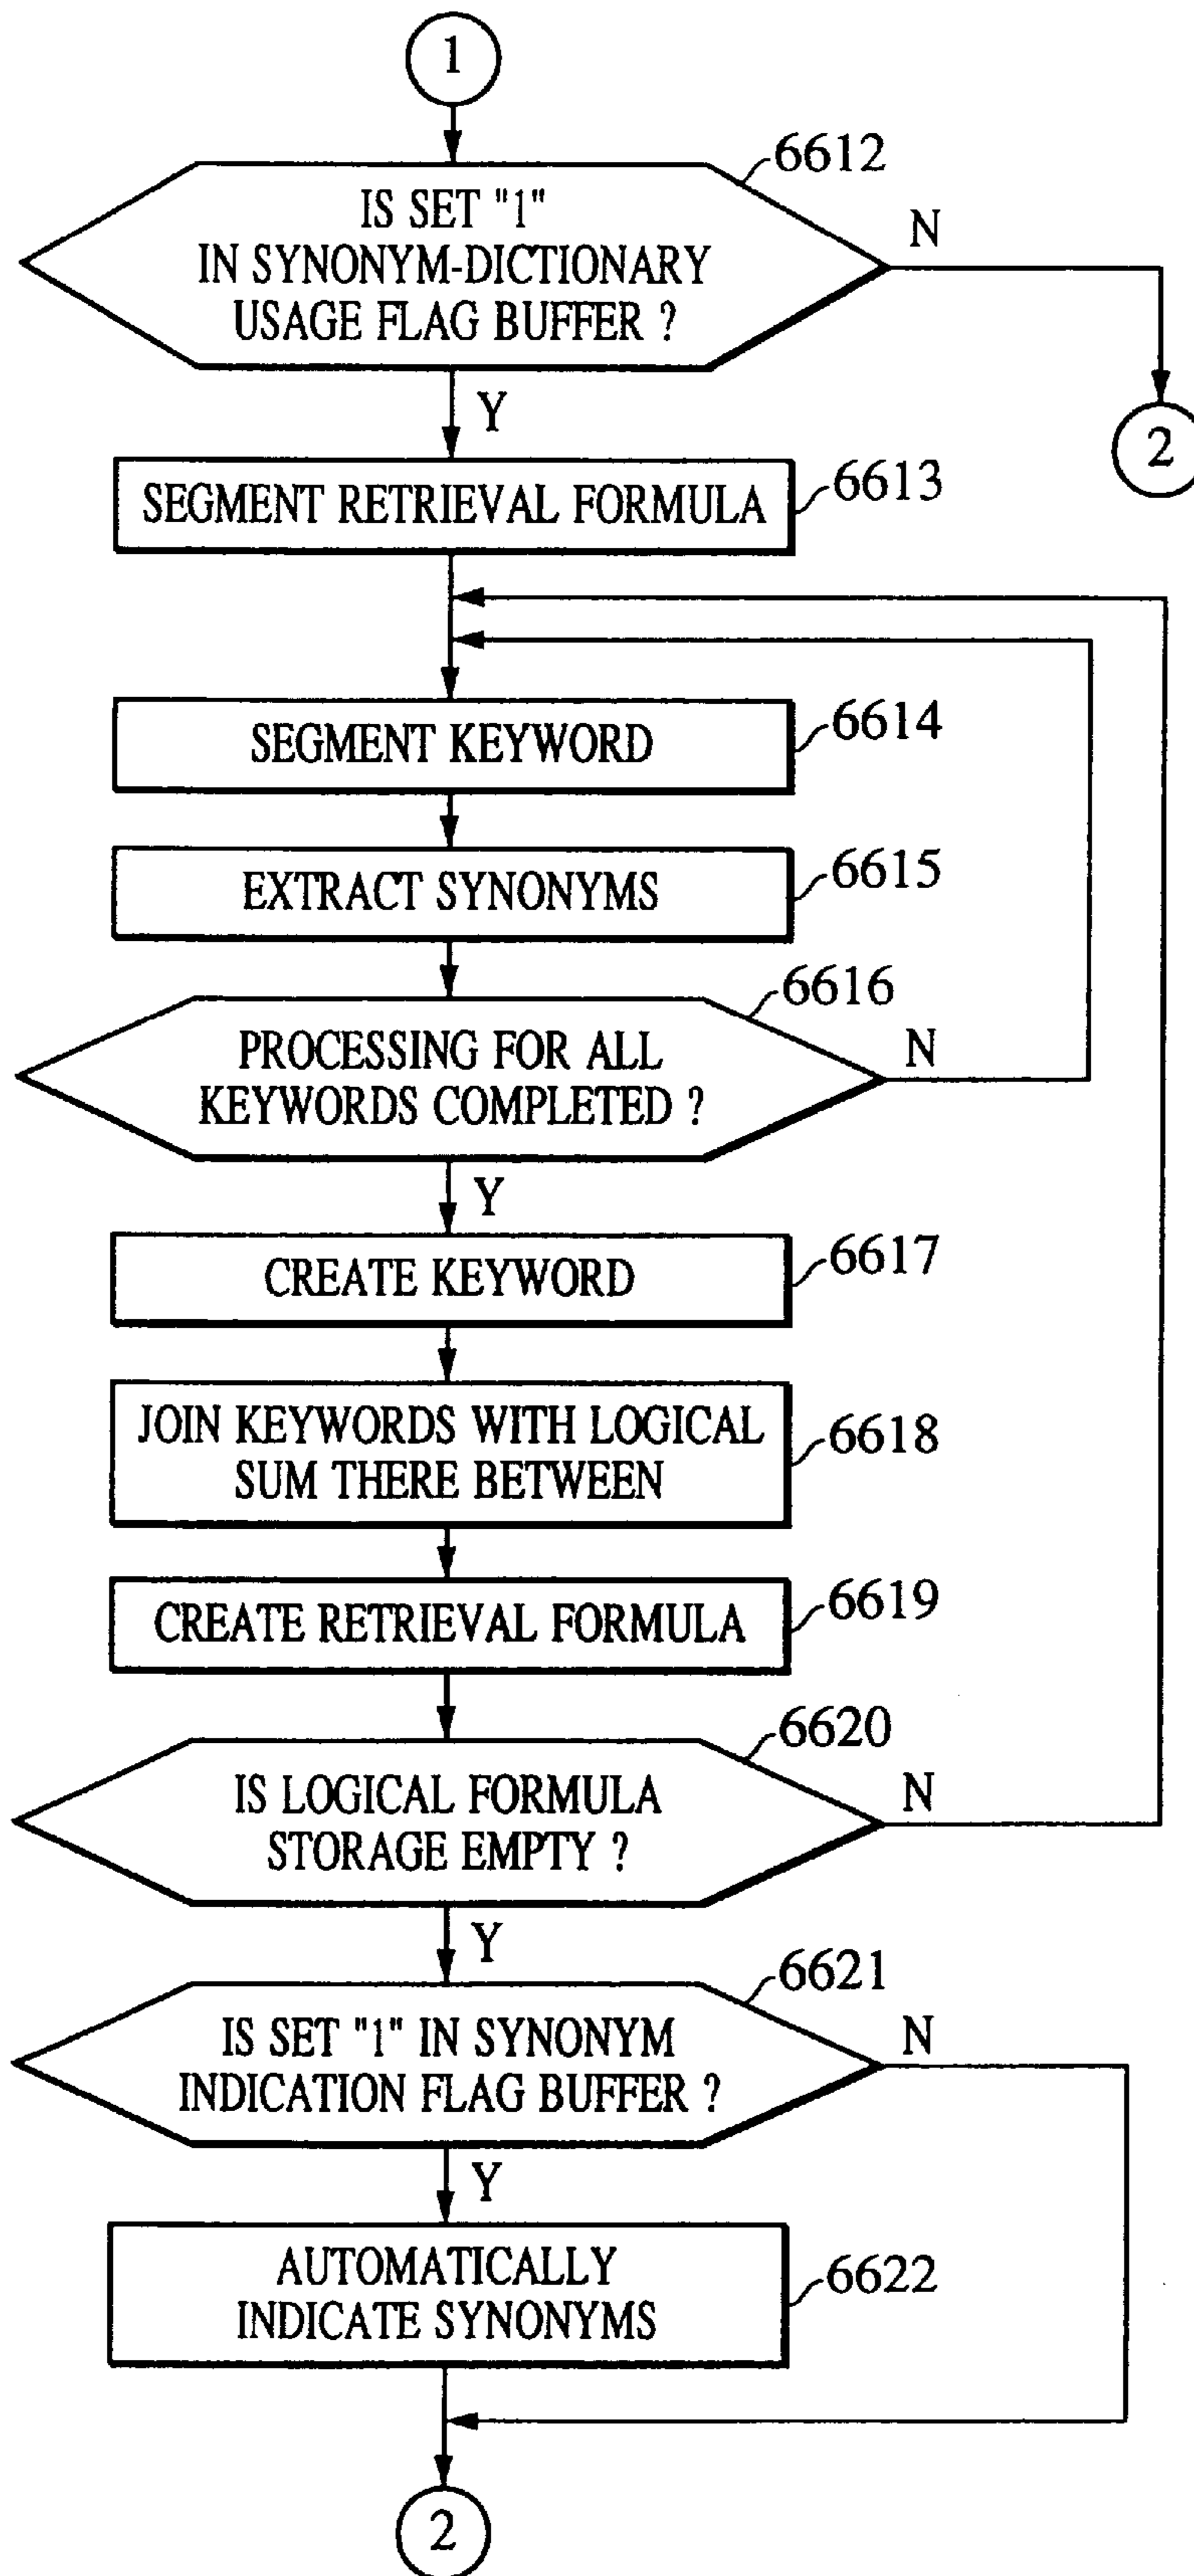 1
6612
IS SET "1"
IN SYNONYM-DICTIONARY
USAGE FLAG BUFFER ?
N
Y
2
6613
SEGMENT RETRIEVAL FORMULA
6614
SEGMENT KEYWORD
6615
EXTRACT SYNONYMS
6616
PROCESSING FOR ALL
KEYWORDS COMPLETED ?
N
Y
6617
CREATE KEYWORD
JOIN KEYWORDS WITH LOGICAL
SUM THERE BETWEEN
6618
CREATE RETRIEVAL FORMULA
6619
6620
IS LOGICAL FORMULA
STORAGE EMPTY ?
N
Y
6621
IS SET "1" IN SYNONYM
INDICATION FLAG BUFFER ?
N
Y
AUTOMATICALLY
INDICATE SYNONYMS
6622
2